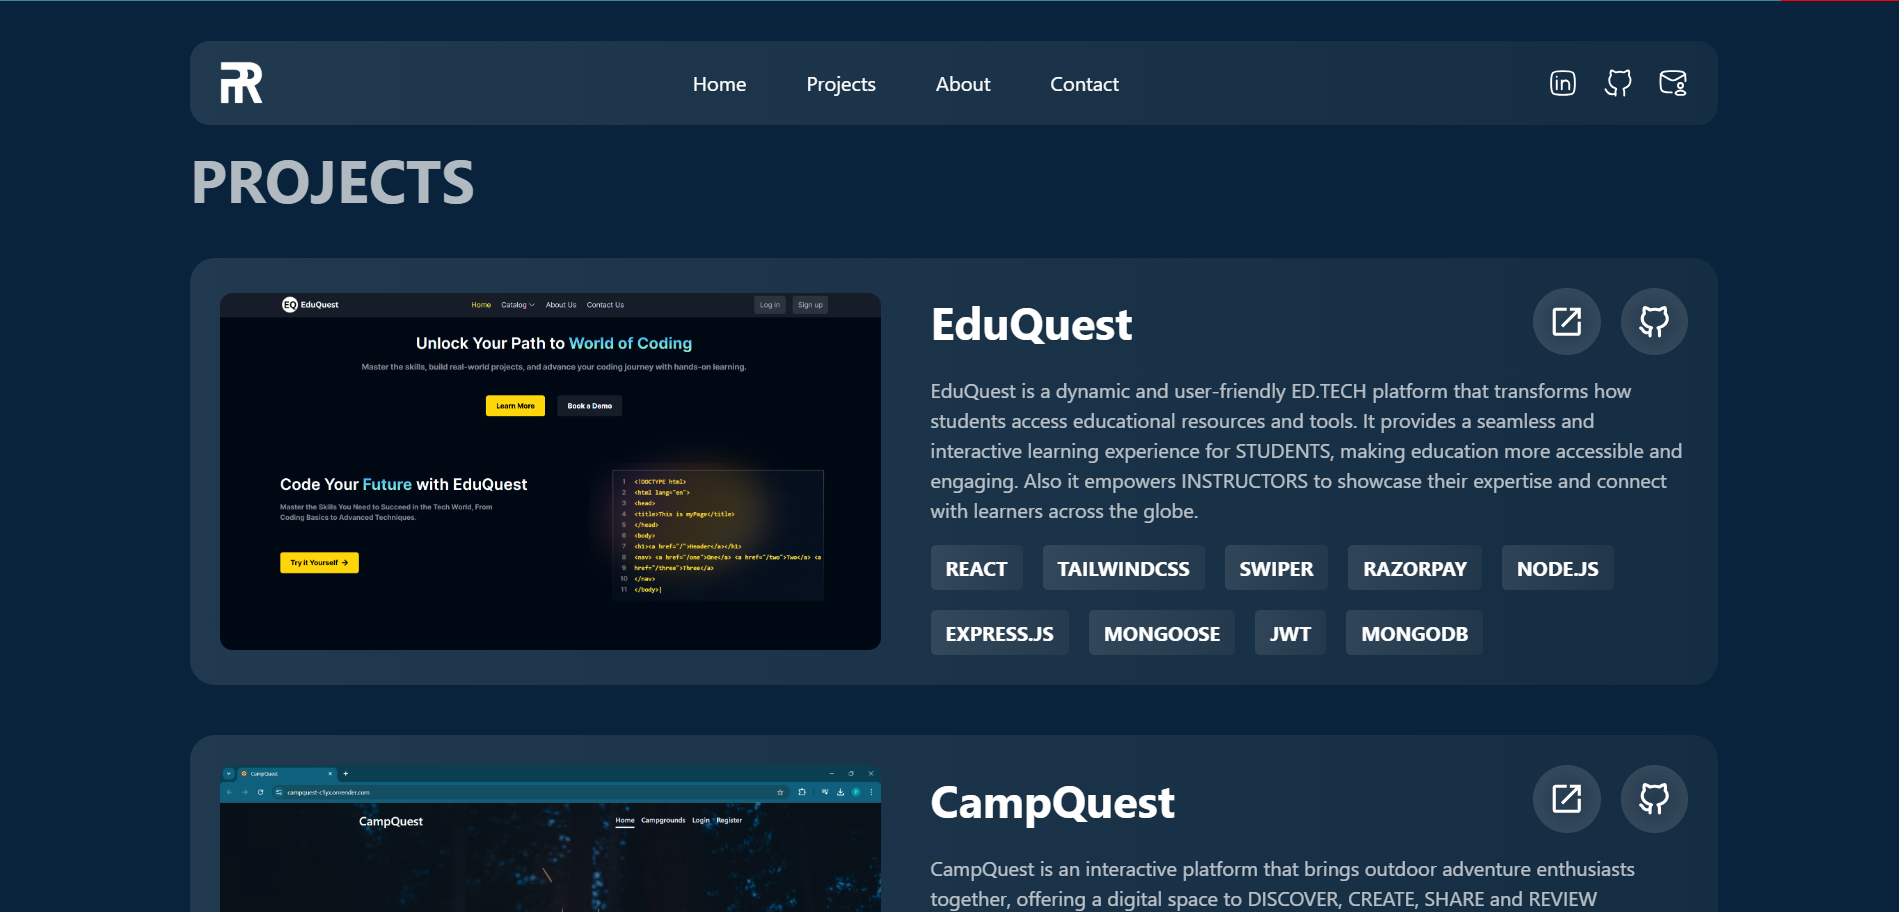 Home Projects About Contact
in
PROJECTS
EQ EduQuest
Home Catalog About Us Contact Us
Log in Sign up
Unlock Your Path to World of Coding
Master the skills, build real-world projects, and advance your coding journey with hands-on learning.
Learn More Book a Demo
Code Your Future with EduQuest
Master the Skills You Need to Succeed in the Tech World, From
Coding Basics to Advanced Techniques.
Try it Yourself →
1 <!DOCTYPE html>
2 <html lang="en">
3 <head>
4 <title>This is myPage</title>
5 </head>
6 <body>
7 <h1><a href="/">Header</a></h1>
8 <nav> <a href="/one">One</a> <a href="/two">Two</a> <a
9 href="/three">Three</a>
10 </nav>
11 </body>|
EduQuest
EduQuest is a dynamic and user-friendly ED.TECH platform that transforms how
students access educational resources and tools. It provides a seamless and
interactive learning experience for STUDENTS, making education more accessible and
engaging. Also it empowers INSTRUCTORS to showcase their expertise and connect
with learners across the globe.
REACT TAILWINDCSS SWIPER RAZORPAY NODE.JS
EXPRESS.JS MONGOOSE JWT MONGODB
CampQuest
CampQuest
Home Campgrounds Login Register
CampQuest
CampQuest is an interactive platform that brings outdoor adventure enthusiasts
together, offering a digital space to DISCOVER, CREATE, SHARE and REVIEW